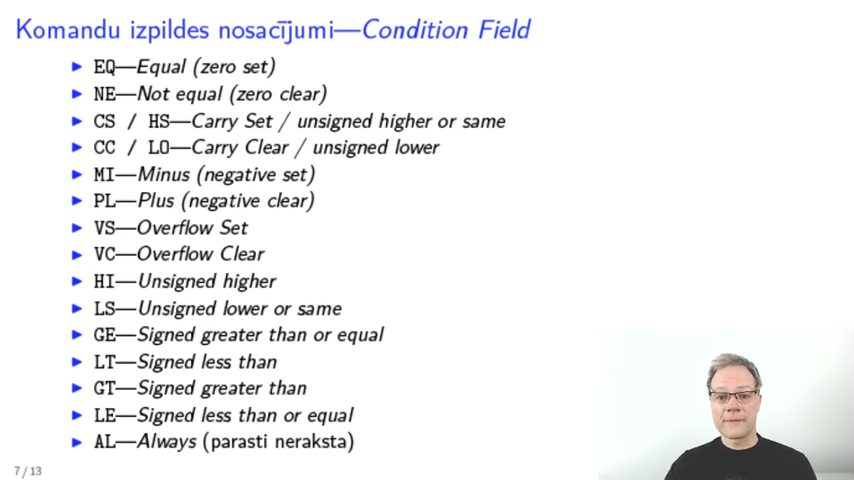 Komandu izpildes nosacījumi—Condition Field
► EQ—Equal (zero set)
► NE—Not equal (zero clear)
► CS / HS—Carry Set / unsigned higher or same
► CC / LO—Carry Clear / unsigned lower
► MI—Minus (negative set)
► PL—Plus (negative clear)
► VS—Overflow Set
► VC—Overflow Clear
► HI—Unsigned higher
► LS—Unsigned lower or same
► GE—Signed greater than or equal
► LT—Signed less than
► GT—Signed greater than
► LE—Signed less than or equal
► AL—Always (parasti neraksta)
7 / 13